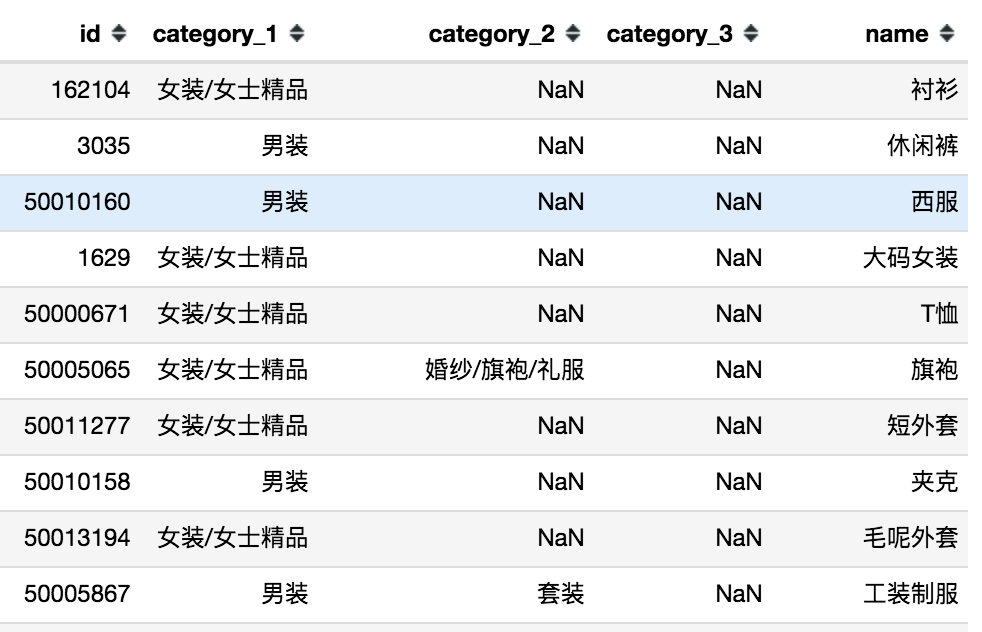 id category_1 category_2 category_3 name
162104 女装/女士精品 NaN NaN 衬衫
3035 男装 NaN NaN 休闲裤
50010160 男装 NaN NaN 西服
1629 女装/女士精品 NaN NaN 大码女装
50000671 女装/女士精品 NaN NaN T恤
50005065 女装/女士精品 婚纱/旗袍/礼服 NaN 旗袍
50011277 女装/女士精品 NaN NaN 短外套
50010158 男装 NaN NaN 夹克
50013194 女装/女士精品 NaN NaN 毛呢外套
50005867 男装 套装 NaN 工装制服